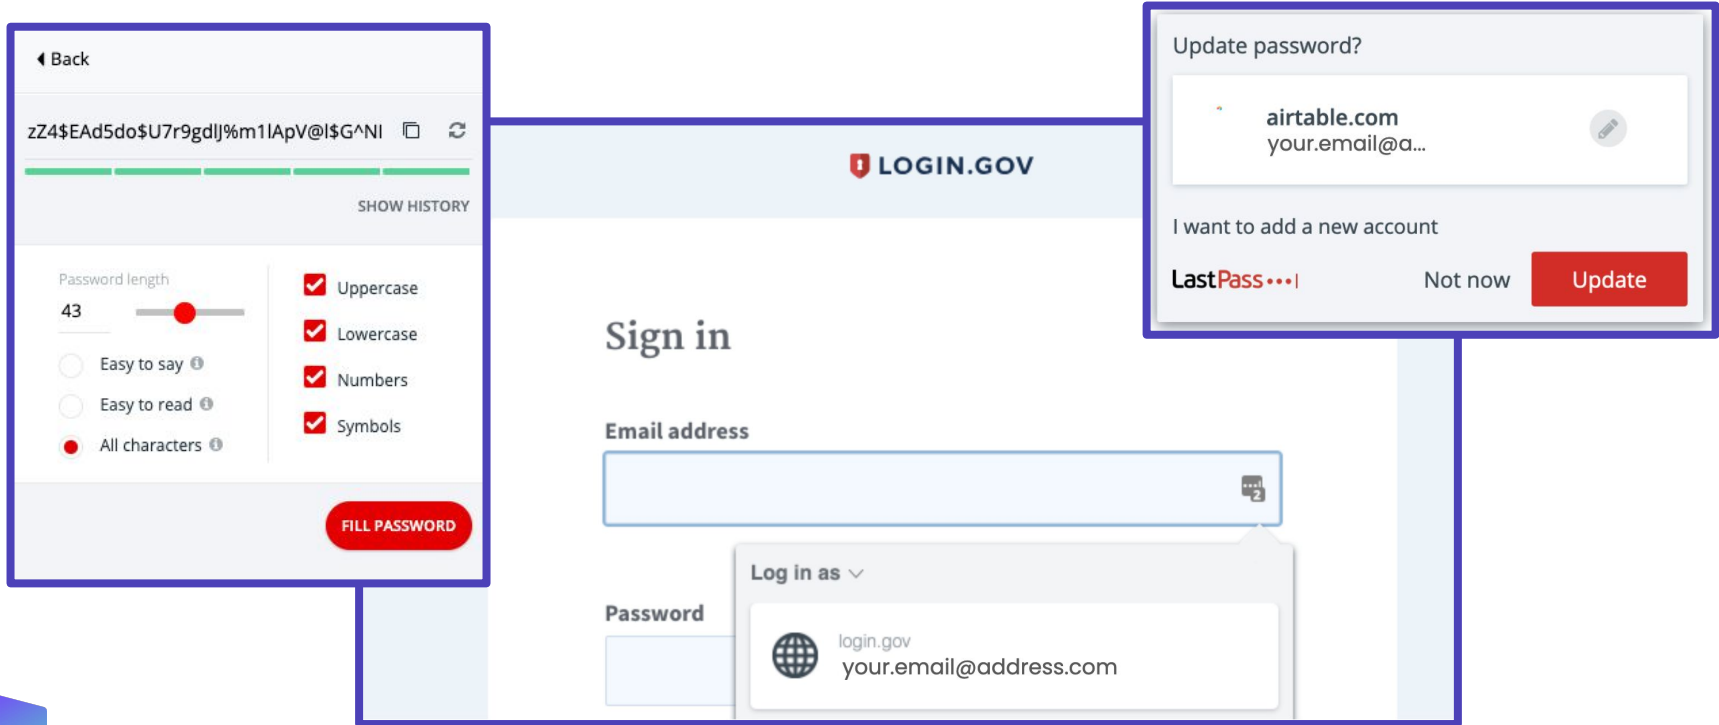 Back
zZ4$EAd5do$U7r9gdlJ%m1lApV@l$G^Nl
SHOW HISTORY
Password length
43
Easy to say
Easy to read
All characters
Uppercase
Lowercase
Numbers
Symbols
FILL PASSWORD
LOGIN.GOV
Sign in
Email address
2
Password
Log in as
login.gov
your.email@address.com
Update password?
airtable.com
your.email@a...
I want to add a new account
LastPass
Not now
Update